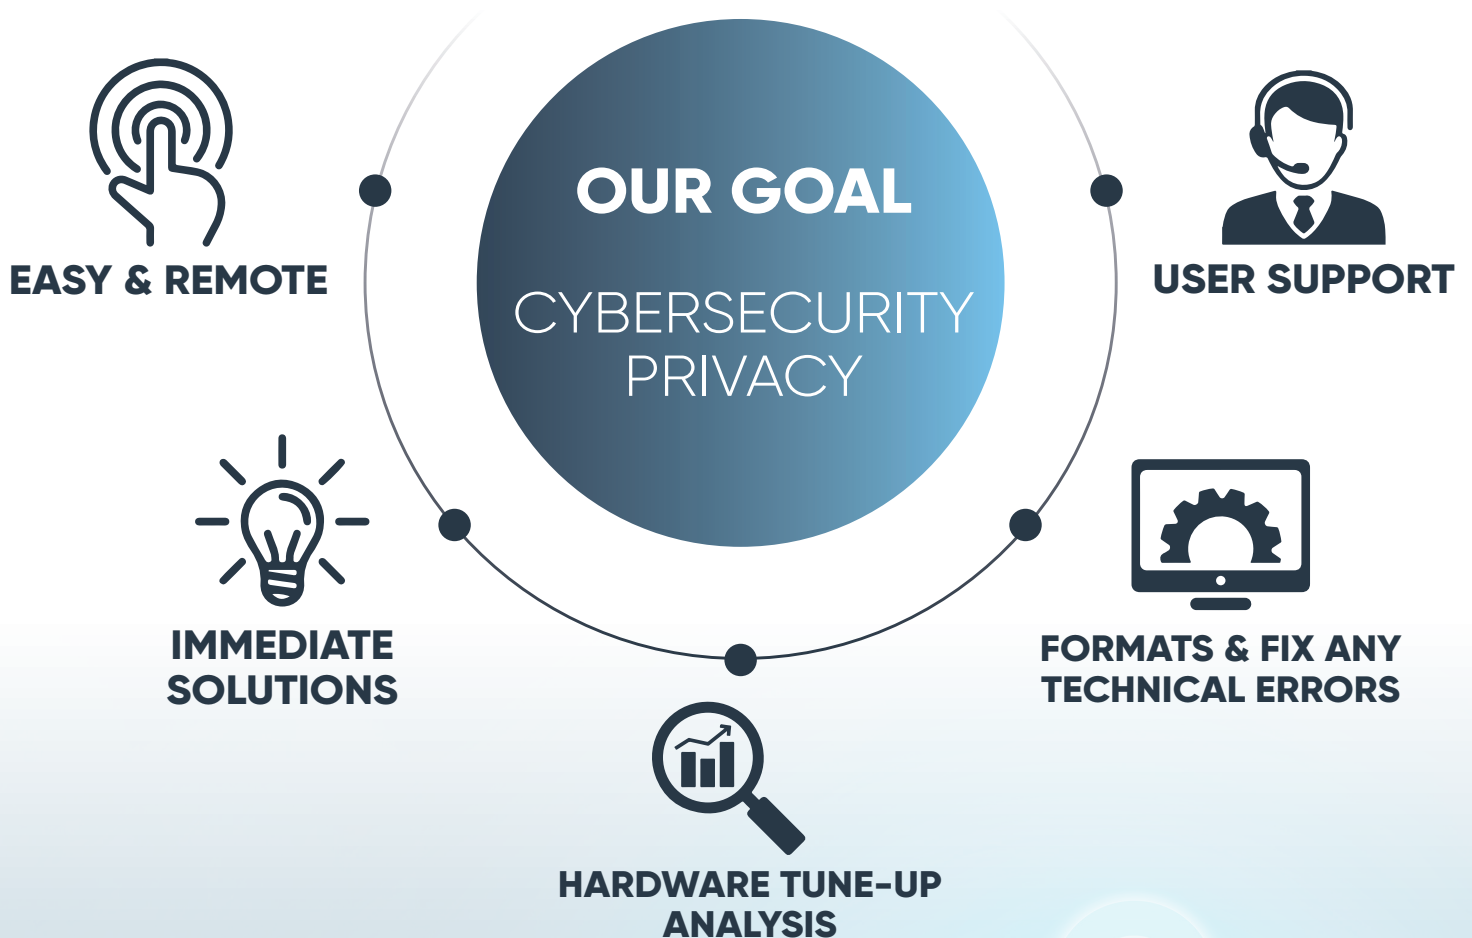 OUR GOAL
CYBERSECURITY
PRIVACY
EASY & REMOTE
USER SUPPORT
IMMEDIATE
SOLUTIONS
FORMATS & FIX ANY
TECHNICAL ERRORS
HARDWARE TUNE-UP
ANALYSIS